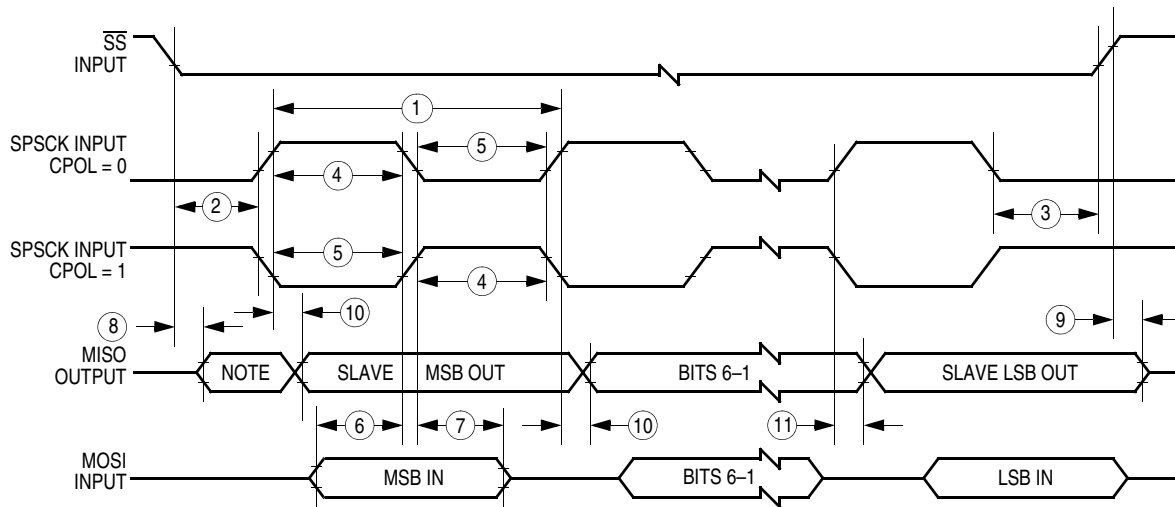 SS
INPUT
1
SPSCK INPUT
CPOL = 0
5
4
2
3
SPSCK INPUT
CPOL = 1
5
4
8
10
9
MISO
OUTPUT
NOTE
SLAVE MSB OUT
BITS 6–1
SLAVE LSB OUT
6
7
10
11
MOSI
INPUT
MSB IN
BITS 6–1
LSB IN